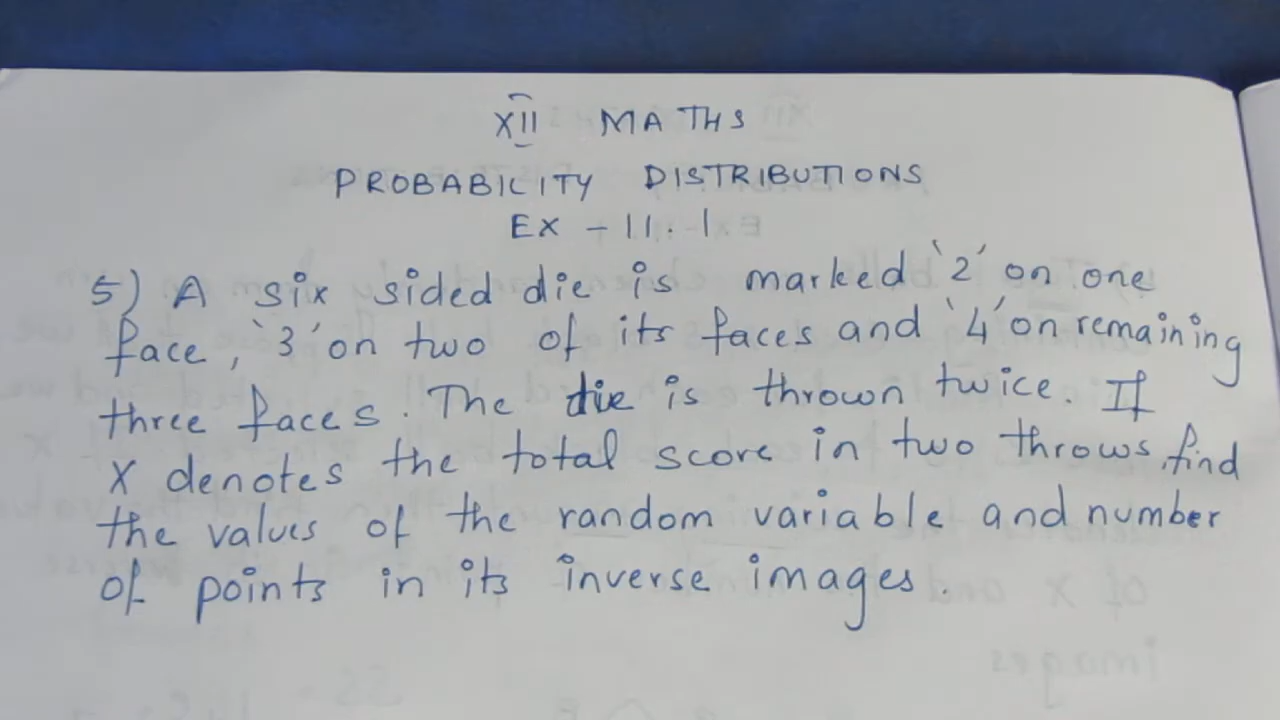 XII MATHS
PROBABILITY DISTRIBUTIONS
EX - 11.1
5) A six sided die is marked '2' on one
face, '3' on two of its faces and '4' on remaining
three faces. The die is thrown twice. If
X denotes the total score in two throws, find
the values of the random variable and number
of points in its inverse images.